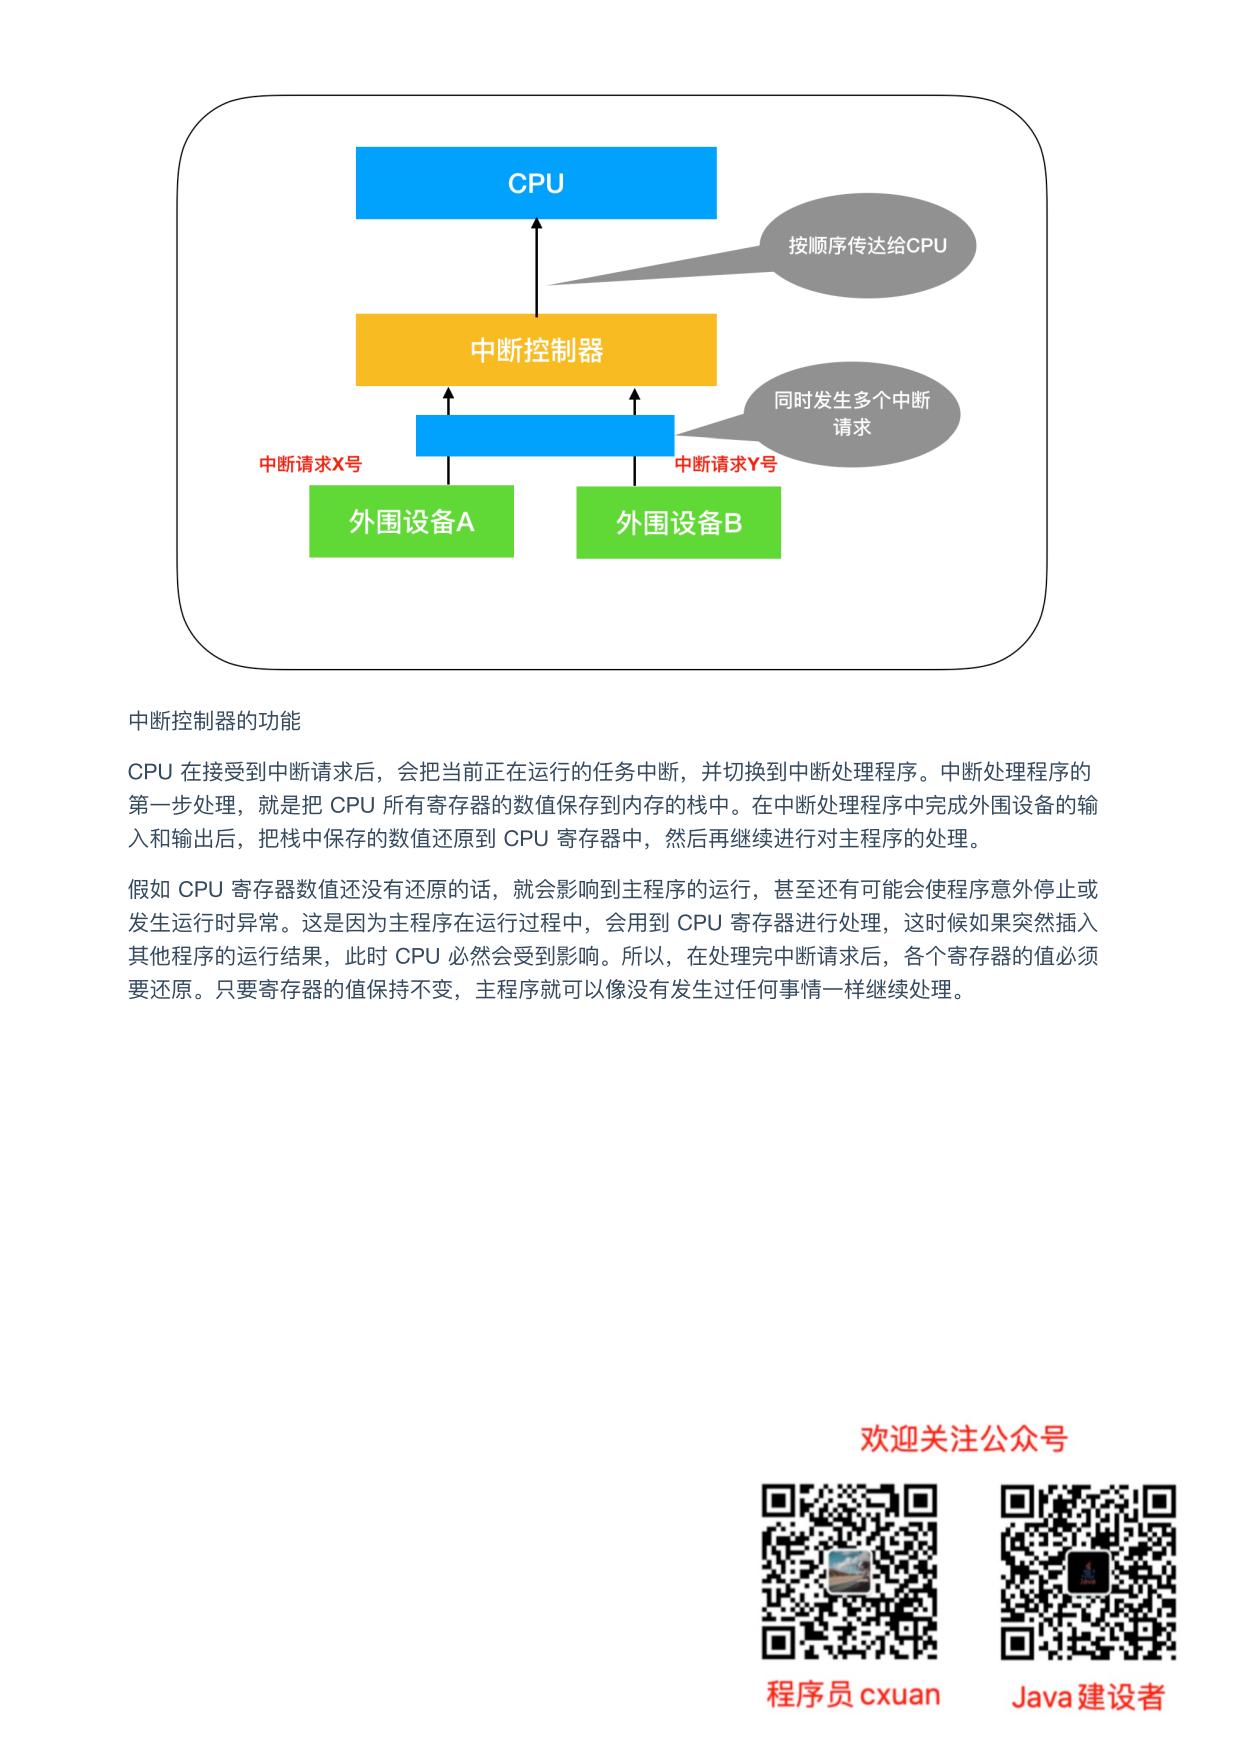 CPU
按顺序传达给CPU
中断控制器
同时发生多个中断
请求
中断请求X号
中断请求Y号
外围设备A
外围设备B
中断控制器的功能
CPU 在接受到中断请求后，会把当前正在运行的任务中断，并切换到中断处理程序。中断处理程序的
第一步处理，就是把 CPU 所有寄存器的数值保存到内存的栈中。在中断处理程序中完成外围设备的输
入和输出后，把栈中保存的数值还原到 CPU 寄存器中，然后再继续进行对主程序的处理。
假如 CPU 寄存器数值还没有还原的话，就会影响到主程序的运行，甚至还有可能会使程序意外停止或
发生运行时异常。这是因为主程序在运行过程中，会用到 CPU 寄存器进行处理，这时候如果突然插入
其他程序的运行结果，此时 CPU 必然会受到影响。所以，在处理完中断请求后，各个寄存器的值必须
要还原。只要寄存器的值保持不变，主程序就可以像没有发生过任何事情一样继续处理。
欢迎关注公众号
Java
程序员 cxuan
Java建设者